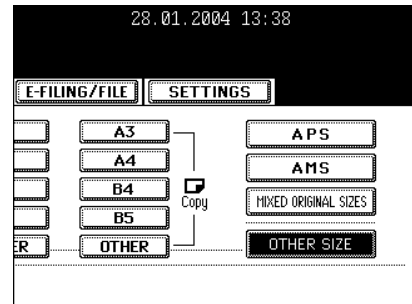 28.01.2004 13:38
E-FILING/FILE SETTINGS
A3 APS
A4 AMS
B4 Copy MIXED ORIGINAL SIZES
B5
ER OTHER OTHER SIZE